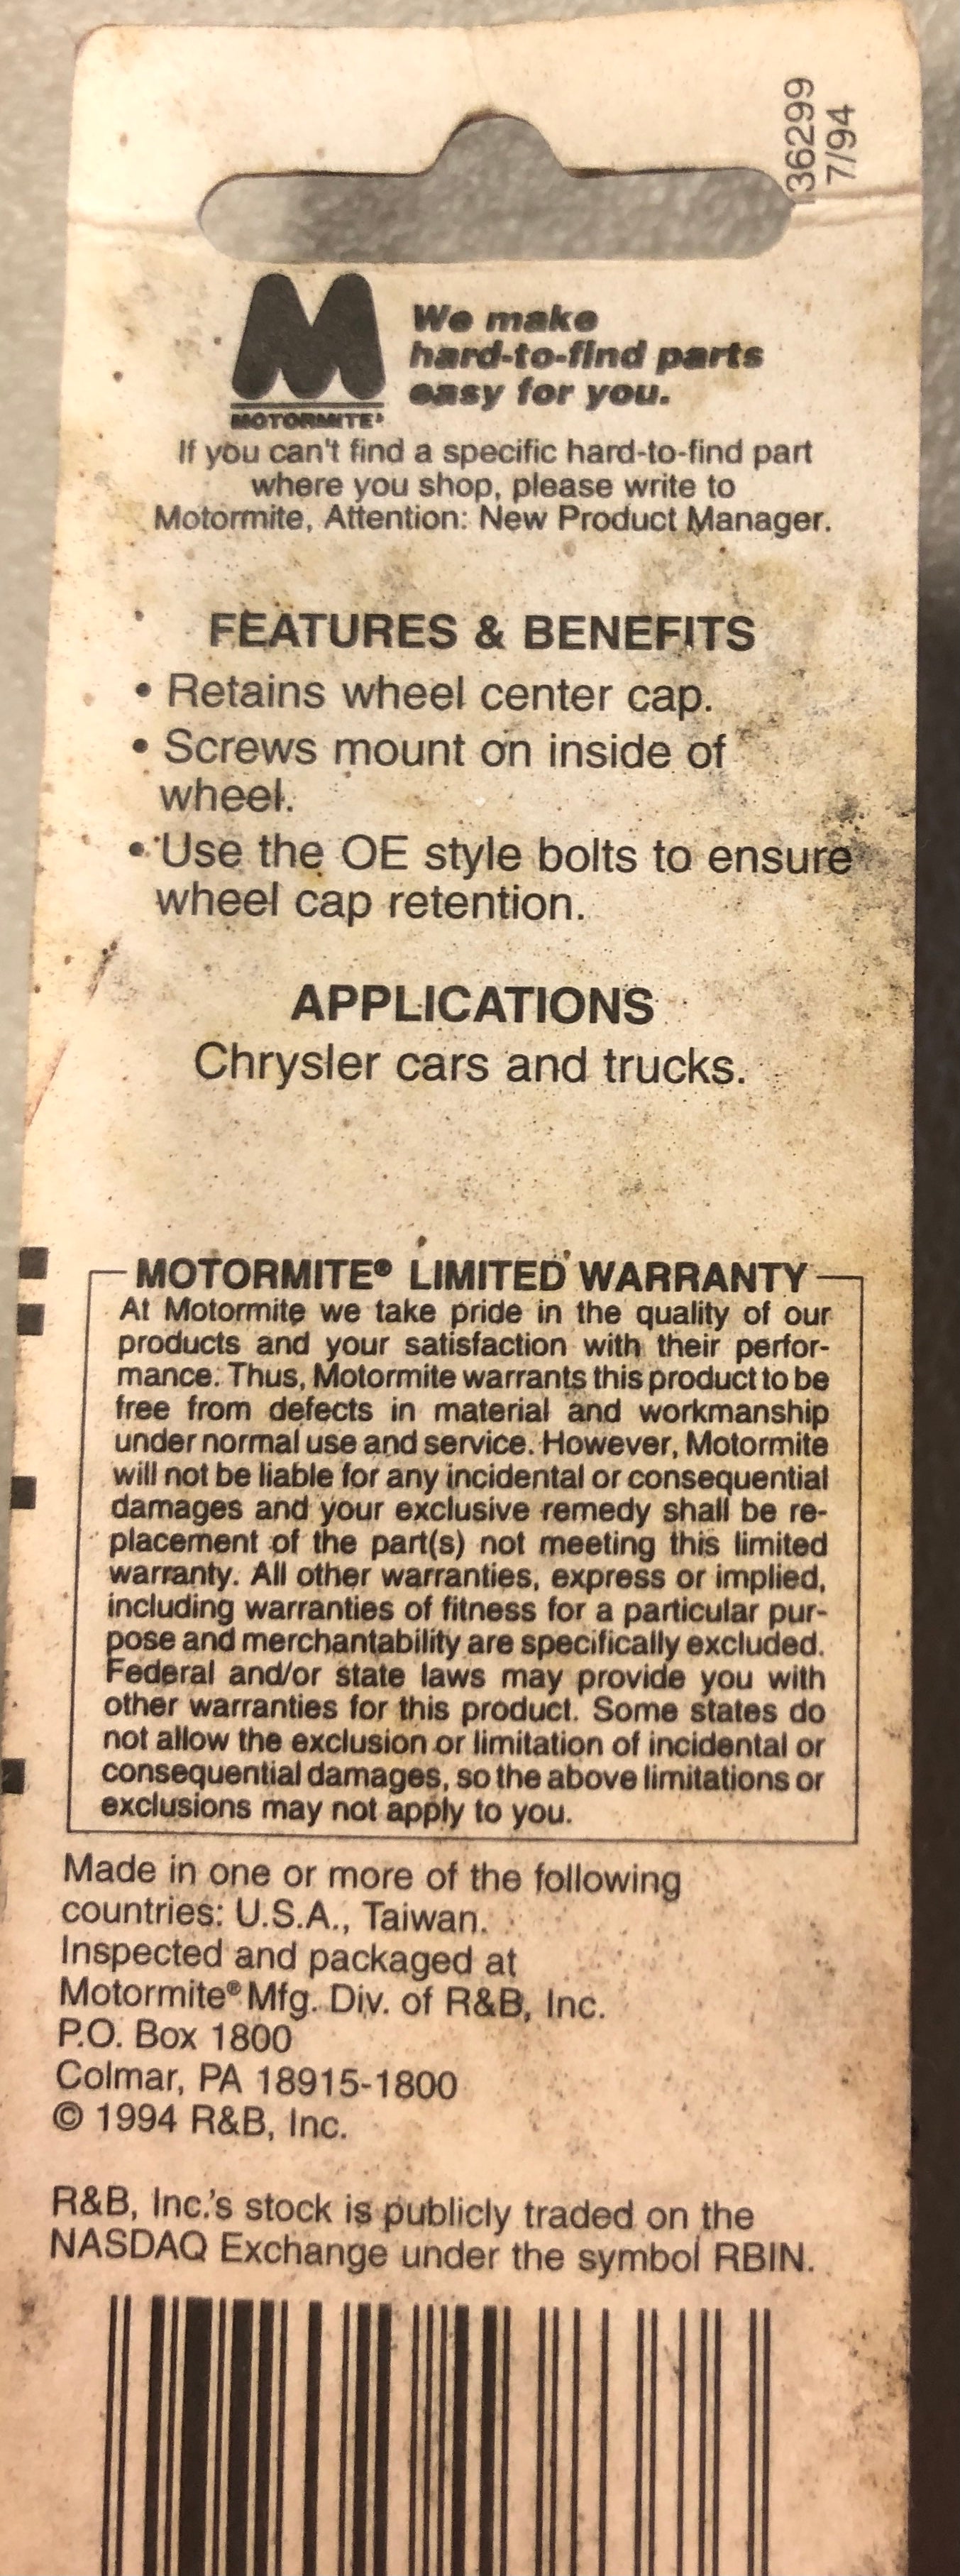 36299
7/94
We make
hard-to-find parts
easy for you.
MOTORMITE®
If you can't find a specific hard-to-find part
where you shop, please write to
Motormite, Attention: New Product Manager.
FEATURES & BENEFITS
• Retains wheel center cap.
• Screws mount on inside of
wheel.
• Use the OE style bolts to ensure
wheel cap retention.
APPLICATIONS
Chrysler cars and trucks.
MOTORMITE® LIMITED WARRANTY
At Motormite we take pride in the quality of our
products and your satisfaction with their perfor-
mance. Thus, Motormite warrants this product to be
free from defects in material and workmanship
under normal use and service. However, Motormite
will not be liable for any incidental or consequential
damages and your exclusive remedy shall be re-
placement of the part(s) not meeting this limited
warranty. All other warranties, express or implied,
including warranties of fitness for a particular pur-
pose and merchantability are specifically excluded.
Federal and/or state laws may provide you with
other warranties for this product. Some states do
not allow the exclusion or limitation of incidental or
consequential damages, so the above limitations or
exclusions may not apply to you.
Made in one or more of the following
countries: U.S.A., Taiwan.
Inspected and packaged at
Motormite® Mfg. Div. of R&B, Inc.
P.O. Box 1800
Colmar, PA 18915-1800
© 1994 R&B, Inc.
R&B, Inc.'s stock is publicly traded on the
NASDAQ Exchange under the symbol RBIN.